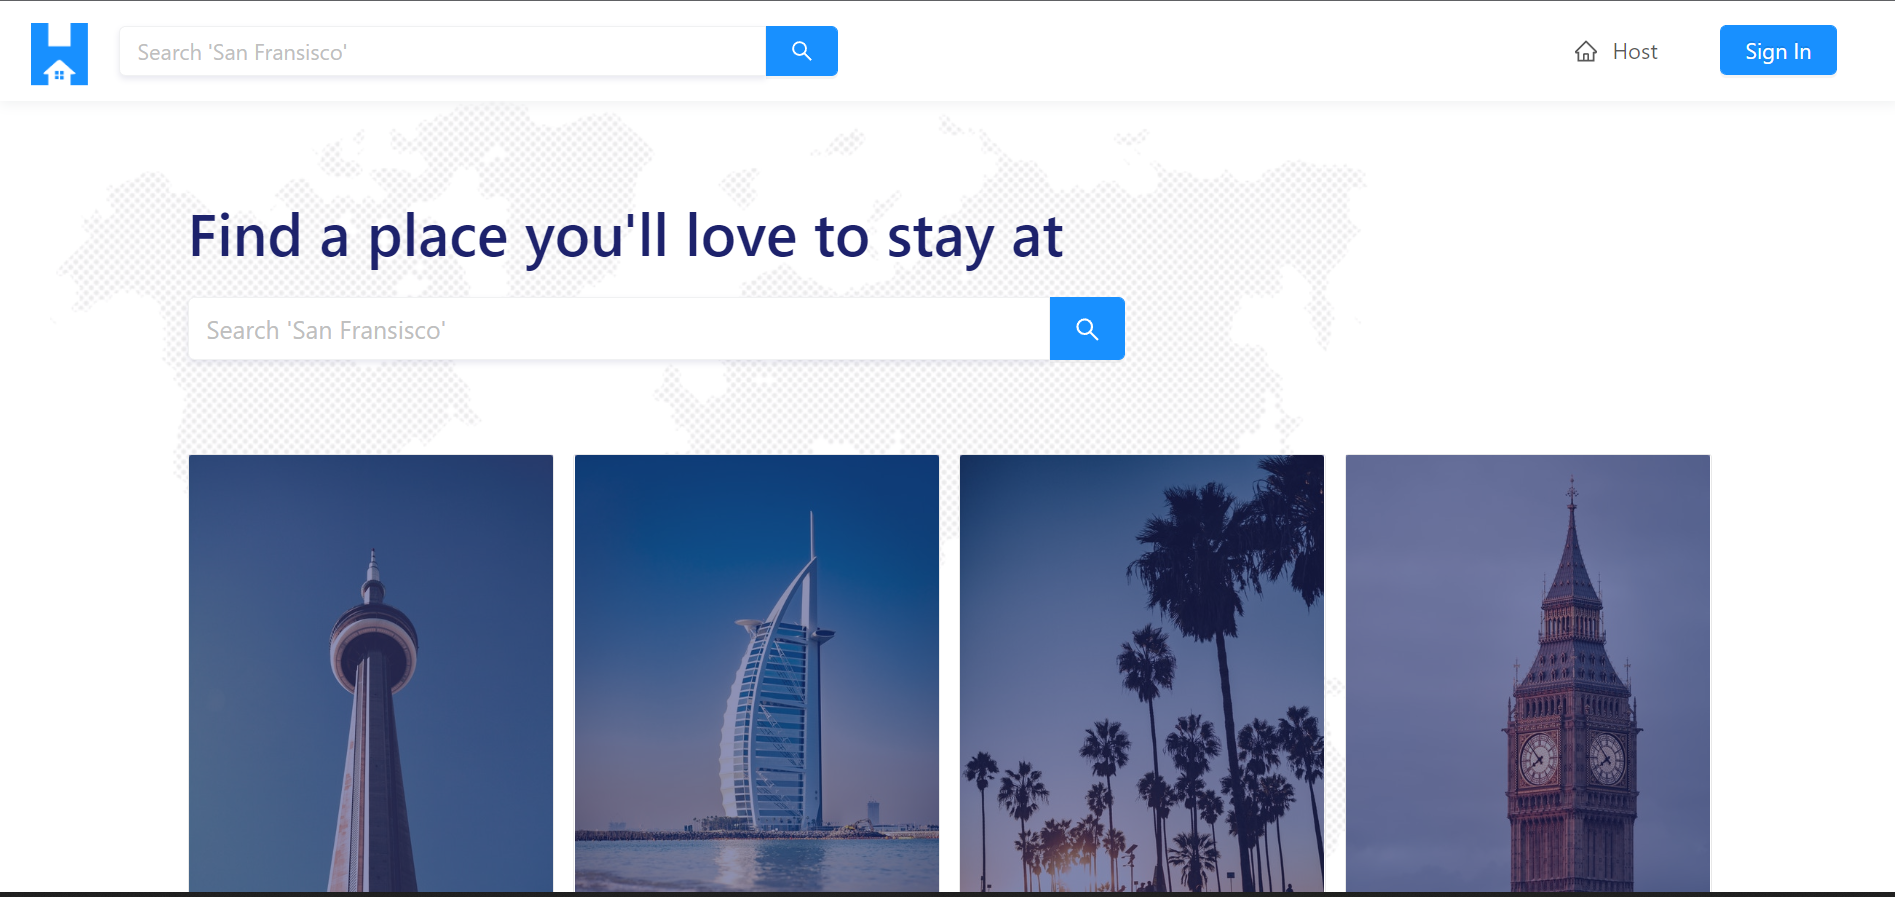 Search 'San Fransisco'
Host
Sign In
Find a place you'll love to stay at
Search 'San Fransisco'